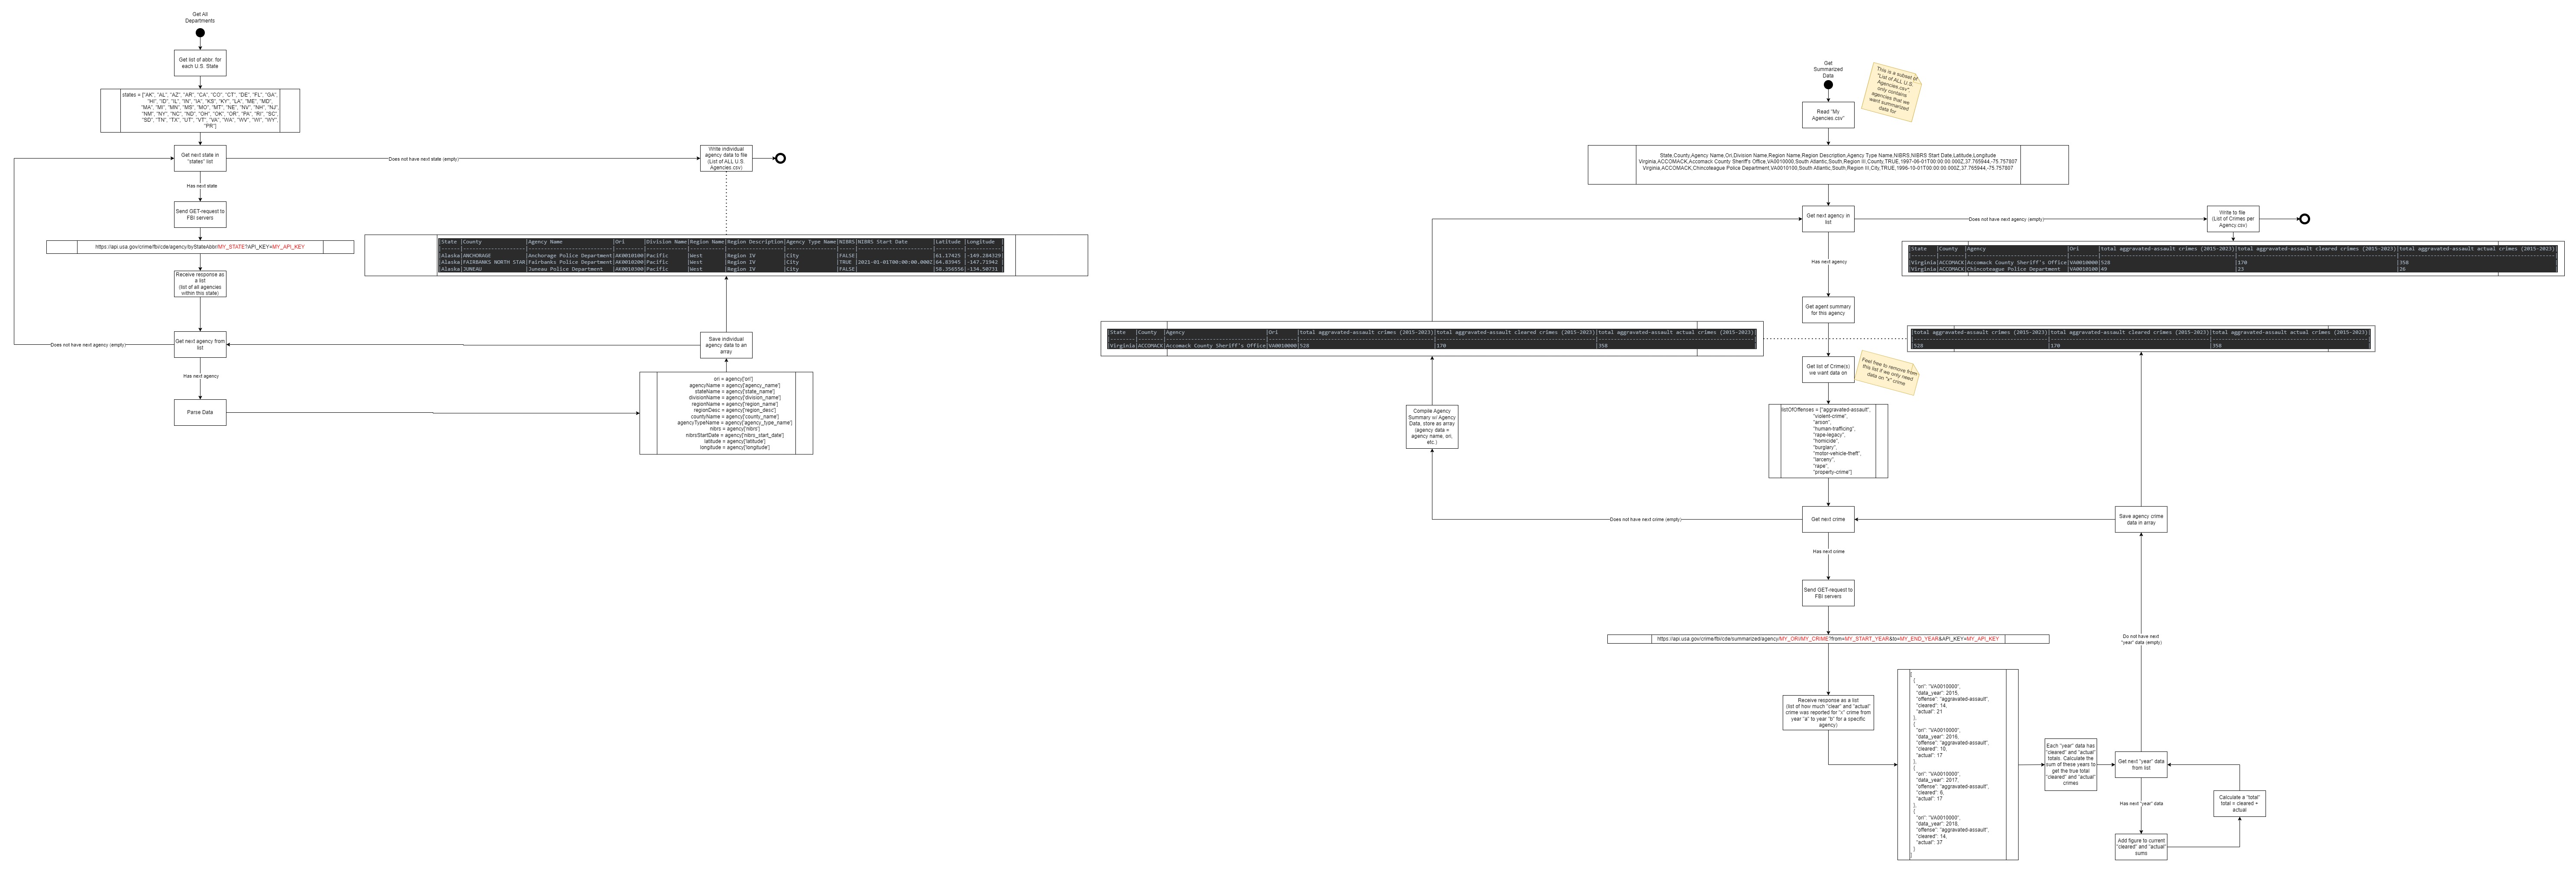 Get All
Departments
Get list of abbr. for
each U.S. State
states = ["AK", "AL", "AZ", "AR", "CA", "CO", "CT", "DE", "FL", "GA",
"HI", "ID", "IL", "IN", "IA", "KS", "KY", "LA", "ME", "MD",
"MA", "MI", "MN", "MS", "MO", "MT", "NE", "NV", "NH", "NJ",
"NM", "NY", "NC", "ND", "OH", "OK", "OR", "PA", "RI", "SC",
"SD", "TN", "TX", "UT", "VT", "VA", "WA", "WV", "WI", "WY",
"PR"]
Get next state in
"states" list
Does not have next state (empty)
Write individual
agency data to file
(List of ALL U.S.
Agencies.csv)
Has next state
Send GET-request to
FBI servers
https://api.usa.gov/crime/fbi/cde/agency/byStateAbbr/MY_STATE?API_KEY=MY_API_KEY
Receive response as
a list
(list of all agencies
within this state)
|State |County |Agency Name |Ori |Division Name|Region Name|Region Description|Agency Type Name|NIBRS|NIBRS Start Date |Latitude |Longitude |
|Alaska|ANCHORAGE |Anchorage Police Department|AK0010100|Pacific |West |Region IV |City |FALSE| |61.17425 |-149.284329|
|Alaska|FAIRBANKS NORTH STAR|Fairbanks Police Department|AK0010200|Pacific |West |Region IV |City |TRUE |2021-01-01T00:00:00.000Z|64.83945 |-147.71942 |
|Alaska|JUNEAU |Juneau Police Department |AK0010300|Pacific |West |Region IV |City |FALSE| |58.356556|-134.50731 |
Get next agency from
list
Does not have next agency (empty)
Save individual
agency data to an
array
Has next agency
Parse Data
ori = agency['ori']
agencyName = agency['agency_name']
stateName = agency['state_name']
divisionName = agency['division_name']
regionName = agency['region_name']
regionDesc = agency['region_desc']
countyName = agency['county_name']
agencyTypeName = agency['agency_type_name']
nibrs = agency['nibrs']
nibrsStartDate = agency['nibrs_start_date']
latitude = agency['latitude']
longitude = agency['longitude']
Get
Summarized
Data
This is a subset of
"List of ALL U.S.
Agencies.csv",
only contains
agencies that we
want summarized
data for
Read "My
Agencies.csv"
State,County,Agency Name,Ori,Division Name,Region Name,Region Description,Agency Type Name,NIBRS,NIBRS Start Date,Latitude,Longitude
Virginia,ACCOMACK,Accomack County Sheriff's Office,VA0010000,South Atlantic,South,Region III,County,TRUE,1997-06-01T00:00:00.000Z,37.765944,-75.757807
Virginia,ACCOMACK,Chincoteague Police Department,VA0010100,South Atlantic,South,Region III,City,TRUE,1996-10-01T00:00:00.000Z,37.765944,-75.757807
Get next agency in
list
Does not have next agency (empty)
Write to file
(List of Crimes per
Agency.csv)
|State |County |Agency |Ori |total aggravated-assault crimes (2015-2023)|total aggravated-assault cleared crimes (2015-2023)|total aggravated-assault actual crimes (2015-2023)|
|Virginia|ACCOMACK|Accomack County Sheriff's Office|VA0010000|528 |170 |358 |
|Virginia|ACCOMACK|Chincoteague Police Department |VA0010100|49 |23 |26 |
Has next agency
Get agent summary
for this agency
|State |County |Agency |Ori |total aggravated-assault crimes (2015-2023)|total aggravated-assault cleared crimes (2015-2023)|total aggravated-assault actual crimes (2015-2023)|
|Virginia|ACCOMACK|Accomack County Sheriff's Office|VA0010000|528 |170 |358 |
|total aggravated-assault crimes (2015-2023)|total aggravated-assault cleared crimes (2015-2023)|total aggravated-assault actual crimes (2015-2023)|
|528 |170 |358 |
Get list of Crime(s)
we want data on
Feel free to remove from
this list if we only need
data on "x" crime
listOfOffenses = ["aggravated-assault",
"violent-crime",
"arson",
"human-trafficing",
"rape-legacy",
"homicide",
"burglary",
"motor-vehicle-theft",
"larceny",
"rape",
"property-crime"]
Compile Agency
Summary w/ Agency
Data, store as array
(agency data =
agency name, ori,
etc.)
Does not have next crime (empty)
Get next crime
Save agency crime
data in array
Has next crime
Send GET-request to
FBI servers
https://api.usa.gov/crime/fbi/cde/summarized/agency/MY_ORI/MY_CRIME?from=MY_START_YEAR&to=MY_END_YEAR&API_KEY=MY_API_KEY
Do not have next
"year" data (empty)
Receive response as a list
(list of how much "clear" and "actual"
crime was reported for "x" crime from
year "a" to year "b" for a specific
agency)
[
{
"ori": "VA0010000",
"data_year": 2015,
"offense": "aggravated-assault",
"cleared": 14,
"actual": 21
},
{
"ori": "VA0010000",
"data_year": 2016,
"offense": "aggravated-assault",
"cleared": 10,
"actual": 17
},
{
"ori": "VA0010000",
"data_year": 2017,
"offense": "aggravated-assault",
"cleared": 6,
"actual": 17
},
{
"ori": "VA0010000",
"data_year": 2018,
"offense": "aggravated-assault",
"cleared": 14,
"actual": 37
}
]
Each "year" data has
"cleared" and "actual"
totals. Calculate the
sum of these years to
get the true total
"cleared" and "actual"
crimes
Get next "year" data
from list
Has next "year" data
Calculate a "total"
total = cleared +
actual
Add figure to current
"cleared" and "actual"
sums